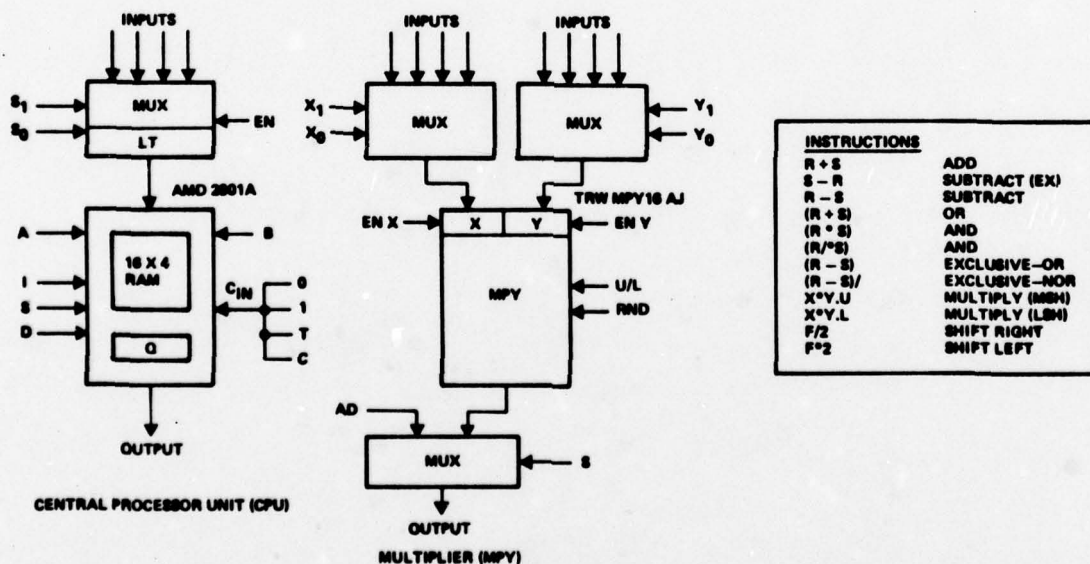 INPUTS
S1
S0
MUX
LT
EN
AMD 2901A
A
I
S
D
16 X 4
RAM
Q
B
CIN
0
1
T
C
OUTPUT
CENTRAL PROCESSOR UNIT (CPU)
INPUTS
INPUTS
X1
X0
MUX
MUX
Y1
Y0
TRW MPY16 AJ
EN X
X
Y
EN Y
MPY
U/L
RND
AD
MUX
S
OUTPUT
MULTIPLIER (MPY)
INSTRUCTIONS
R + S ADD
S – R SUBTRACT (EX)
R – S SUBTRACT
(R + S) OR
(R * S) AND
(R/*S) AND
(R – S) EXCLUSIVE–OR
(R – S)/ EXCLUSIVE–NOR
X*Y.U MULTIPLY (MSH)
X*Y.L MULTIPLY (LSH)
F/2 SHIFT RIGHT
F*2 SHIFT LEFT